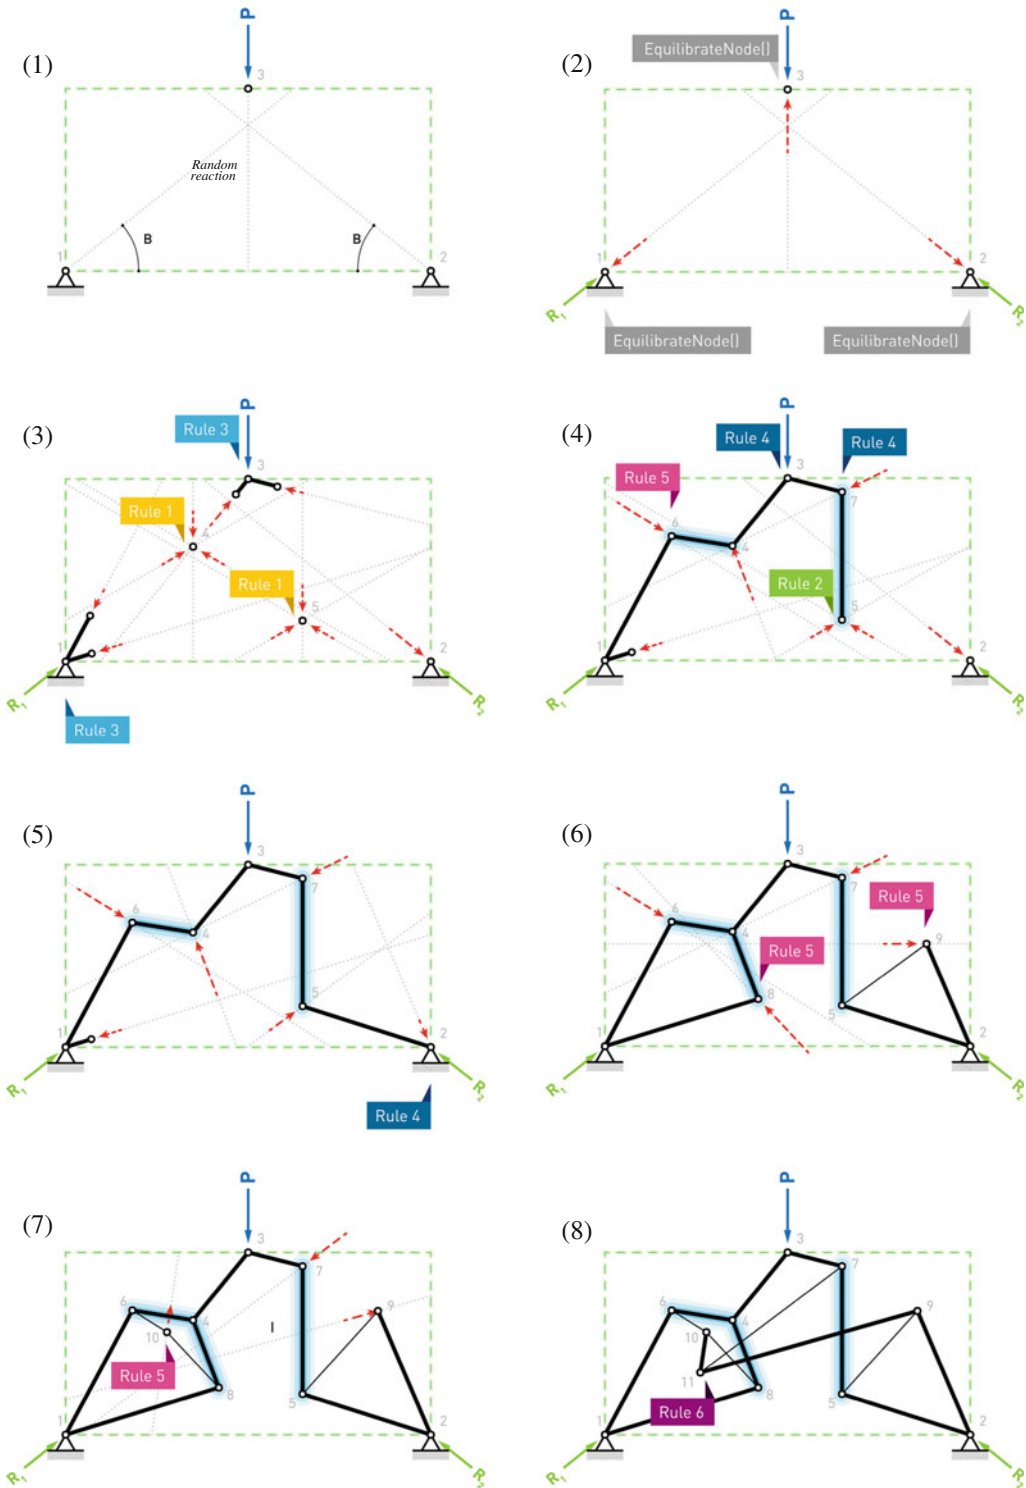 (1)
P
3
Random
reaction
B
B
1
2
(2)
P
EquilibrateNode()
3
1
2
R1
R2
EquilibrateNode()
EquilibrateNode()
(3)
P
Rule 3
3
Rule 1
4
Rule 1
5
1
2
R1
R2
Rule 3
(4)
P
Rule 4
Rule 4
3
Rule 5
7
6
4
Rule 2
5
1
2
R1
R2
(5)
P
3
7
6
4
5
1
2
R1
R2
Rule 4
(6)
P
3
7
Rule 5
6
4
9
Rule 5
8
5
1
2
R1
R2
(7)
P
3
7
6
4
I
9
10
Rule 5
8
5
1
2
R1
R2
(8)
P
3
7
6
4
9
10
11
8
5
Rule 6
1
2
R1
R2